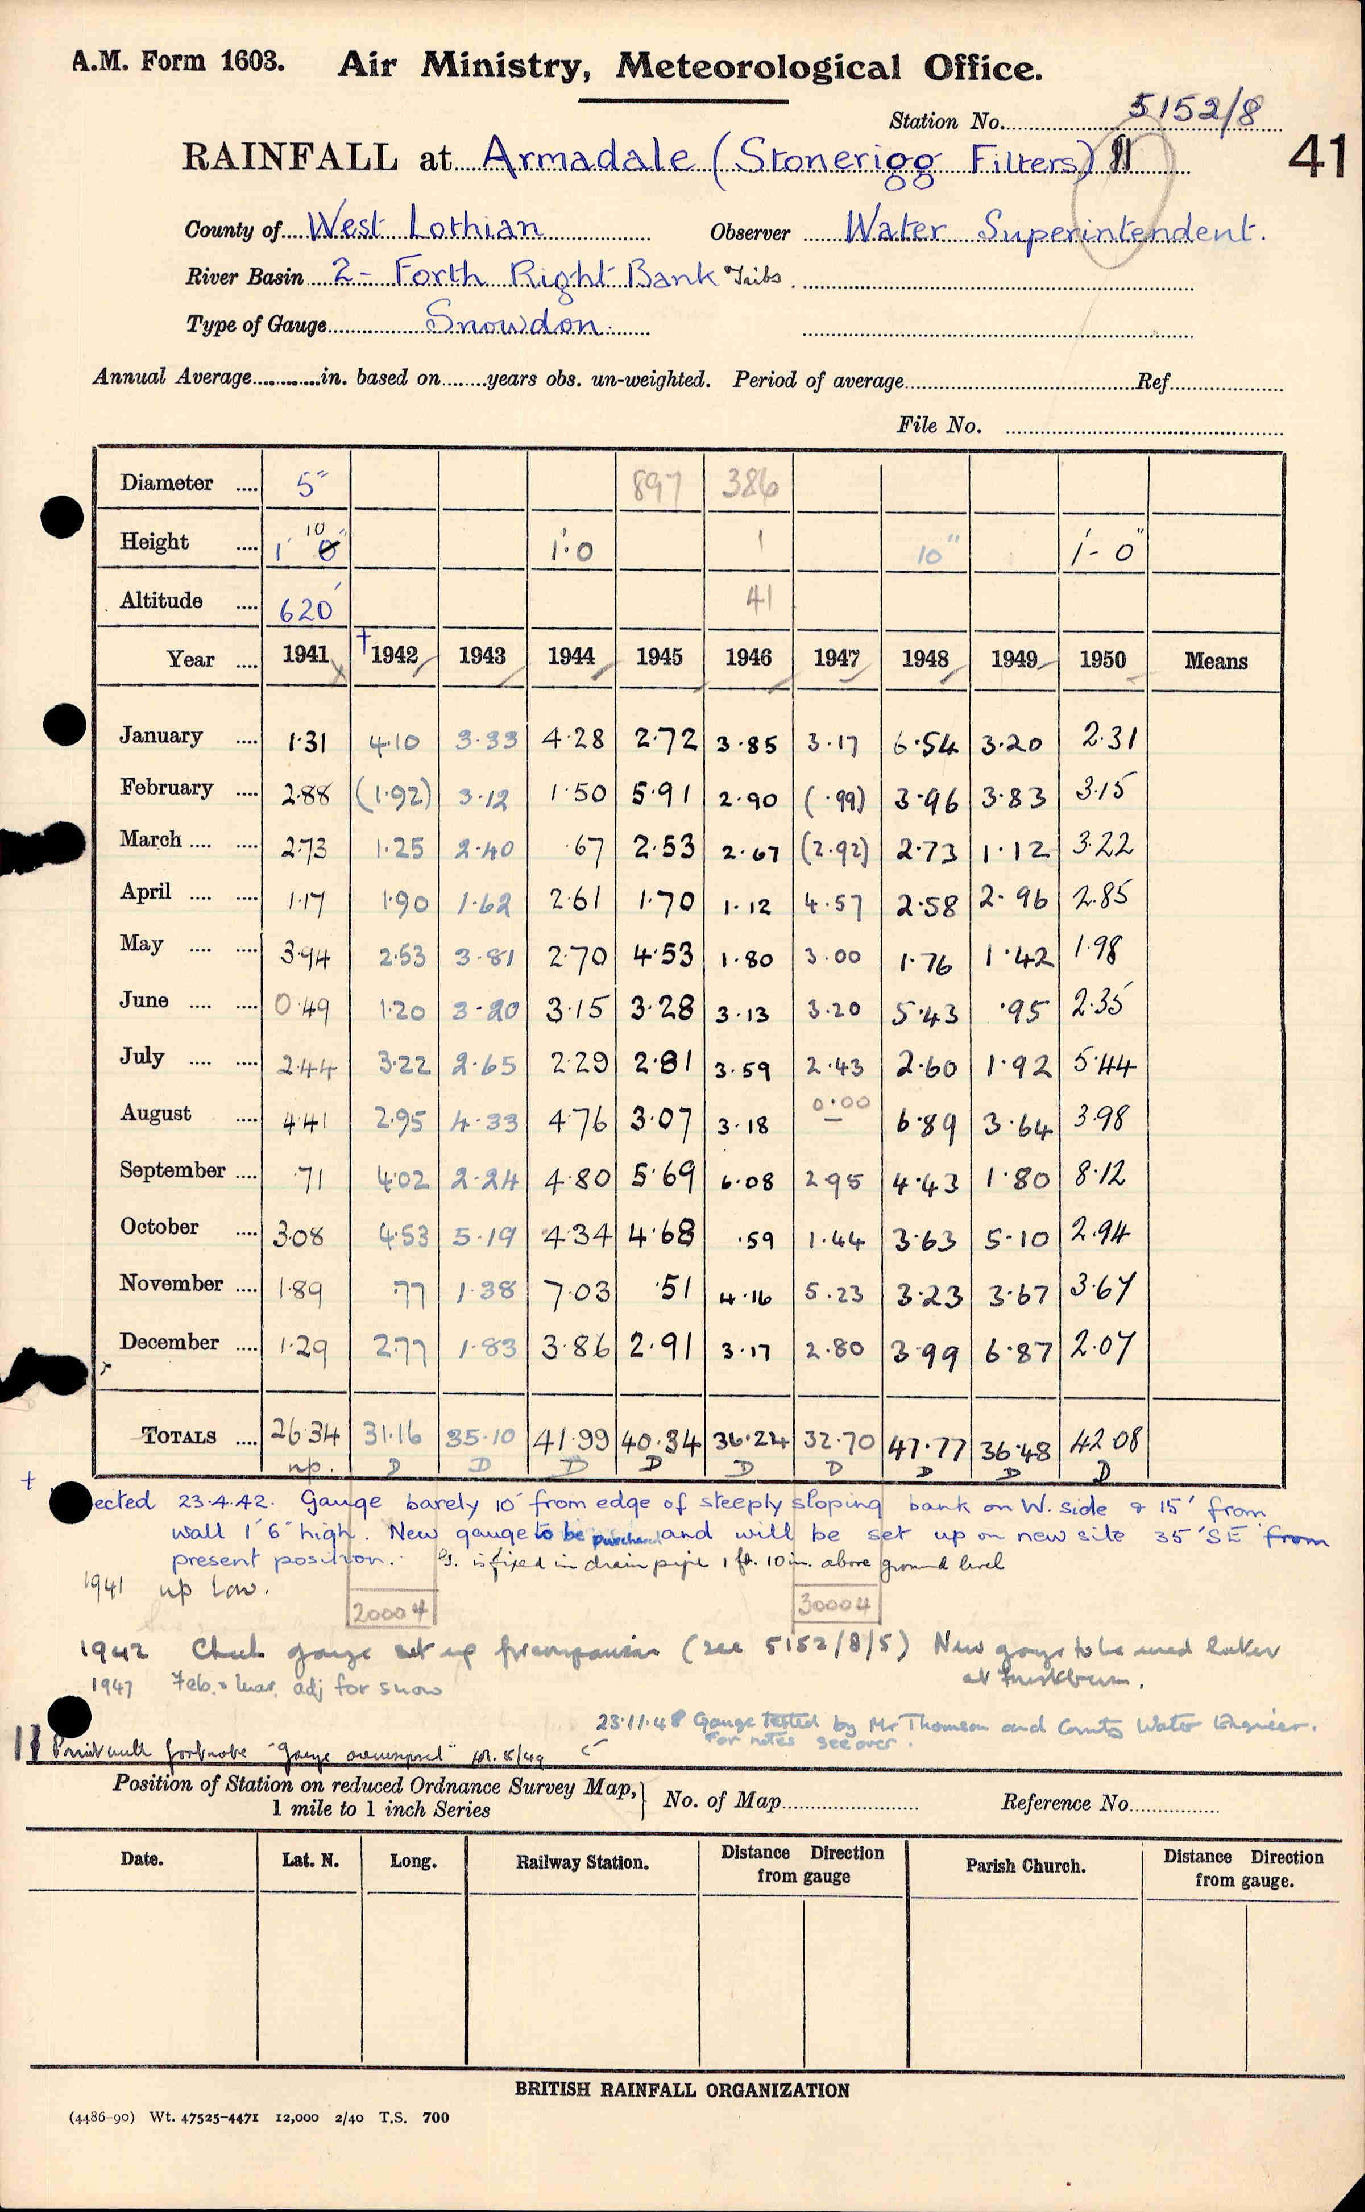 A.M. Form 1603. Air Ministry, Meteorological Office.
Station No. 5152/8
RAINFALL at Armadale (Stonerigg Filters) 41
County of West Lothian Observer Water Superintendent.
River Basin 2 - Forth Right Bank Tribs.
Type of Gauge Snowdon
Annual Average............in. based on........years obs. un-weighted. Period of average Ref.
File No.
Diameter 5" 897 386
Height 1' 10" 1'.0 1 10" 1'- 0"
Altitude 620' 41
Year 1941 †1942 1943 1944 1945 1946 1947 1948 1949 1950 Means
January 1.31 4.10 3.33 4.28 2.72 3.85 3.17 6.54 3.20 2.31
February 2.88 (1.92) 3.12 1.50 5.91 2.90 (.99) 3.96 3.83 3.15
March 2.73 1.25 2.40 .67 2.53 2.67 (2.92) 2.73 1.12 3.22
April 1.17 1.90 1.62 2.61 1.70 1.12 4.57 2.58 2.96 2.85
May 3.94 2.53 3.81 2.70 4.53 1.80 3.00 1.76 1.42 1.98
June 0.49 1.20 3.20 3.15 3.28 3.13 3.20 5.43 .95 2.35
July 2.44 3.22 2.65 2.29 2.81 3.59 2.43 2.60 1.92 5.44
August 4.41 2.95 4.33 4.76 3.07 3.18 0.00 — 6.89 3.64 3.98
September .71 4.02 2.24 4.80 5.69 6.08 2.95 4.43 1.80 8.12
October 3.08 4.53 5.19 4.34 4.68 .59 1.44 3.63 5.10 2.94
November 1.89 .77 1.38 7.03 .51 4.16 5.23 3.23 3.67 3.67
December 1.29 2.77 1.83 3.86 2.91 3.17 2.80 3.99 6.87 2.07
TOTALS 26.34 31.16 35.10 41.99 40.34 36.24 32.70 47.77 36.48 42.08
np. D D D D D D D D D
† ected 23.4.42. Gauge barely 10' from edge of steeply sloping bank on W. side & 15' from
wall 1' 6" high. New gauge to be purchased and will be set up on new site 35' SE from
present position. G. is fixed in drain pipe 1 ft. 10 in. above ground level
1941 np Low.
20004 30004
1942 Check gauge set up for comparison (see 5152/8/5) New gauge to be used later
at
1947 Feb. & Mar. adj for snow
23.11.48 Gauge tested by Mr Thomson and County Water Engineer.
For notes see over.
Print with footnote "Gauge overexposed"
Position of Station on reduced Ordnance Survey Map,
1 mile to 1 inch Series
No. of Map Reference No.
Date. Lat. N. Long. Railway Station. Distance Direction from gauge Parish Church. Distance Direction from gauge.
BRITISH RAINFALL ORGANIZATION
(4486-90) Wt. 47525-4471 12,000 2/40 T.S. 700